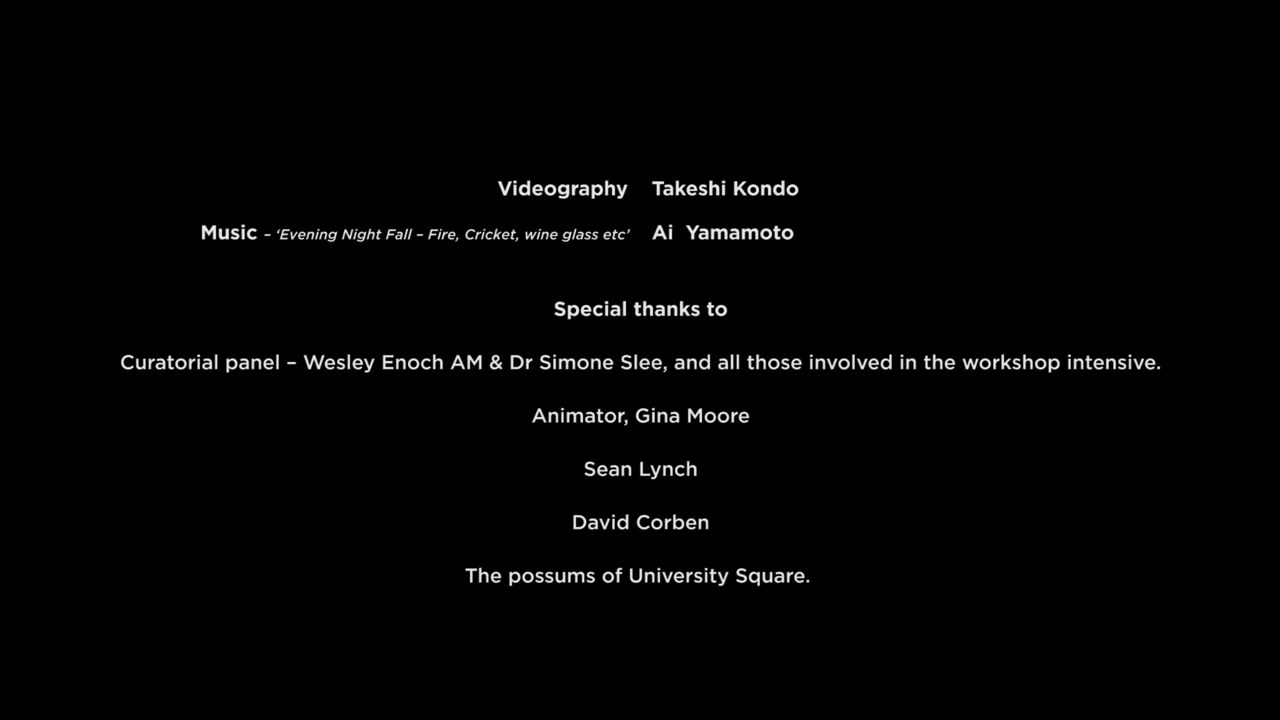 Videography Takeshi Kondo
Music – ‘Evening Night Fall – Fire, Cricket, wine glass etc’ Ai Yamamoto
Special thanks to
Curatorial panel – Wesley Enoch AM & Dr Simone Slee, and all those involved in the workshop intensive.
Animator, Gina Moore
Sean Lynch
David Corben
The possums of University Square.